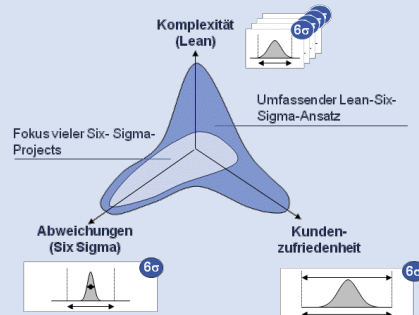 Komplexität
(Lean)
6σ
6σ
Umfassender Lean-Six-
Sigma-Ansatz
Fokus vieler Six- Sigma-
Projects
Abweichungen
(Six Sigma)
Kunden-
zufriedenheit
6σ
6σ